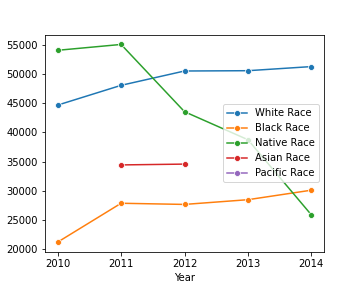 55000
50000
45000
40000
35000
30000
25000
20000
White Race
Black Race
Native Race
Asian Race
Pacific Race
2010 2011 2012 2013 2014
Year